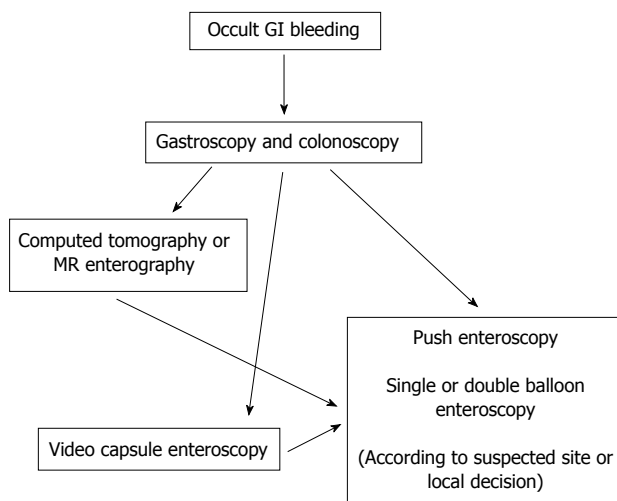 Occult GI bleeding
Gastroscopy and colonoscopy
Computed tomography or
MR enterography
Push enteroscopy
Single or double balloon
enteroscopy
(According to suspected site or
local decision)
Video capsule enteroscopy